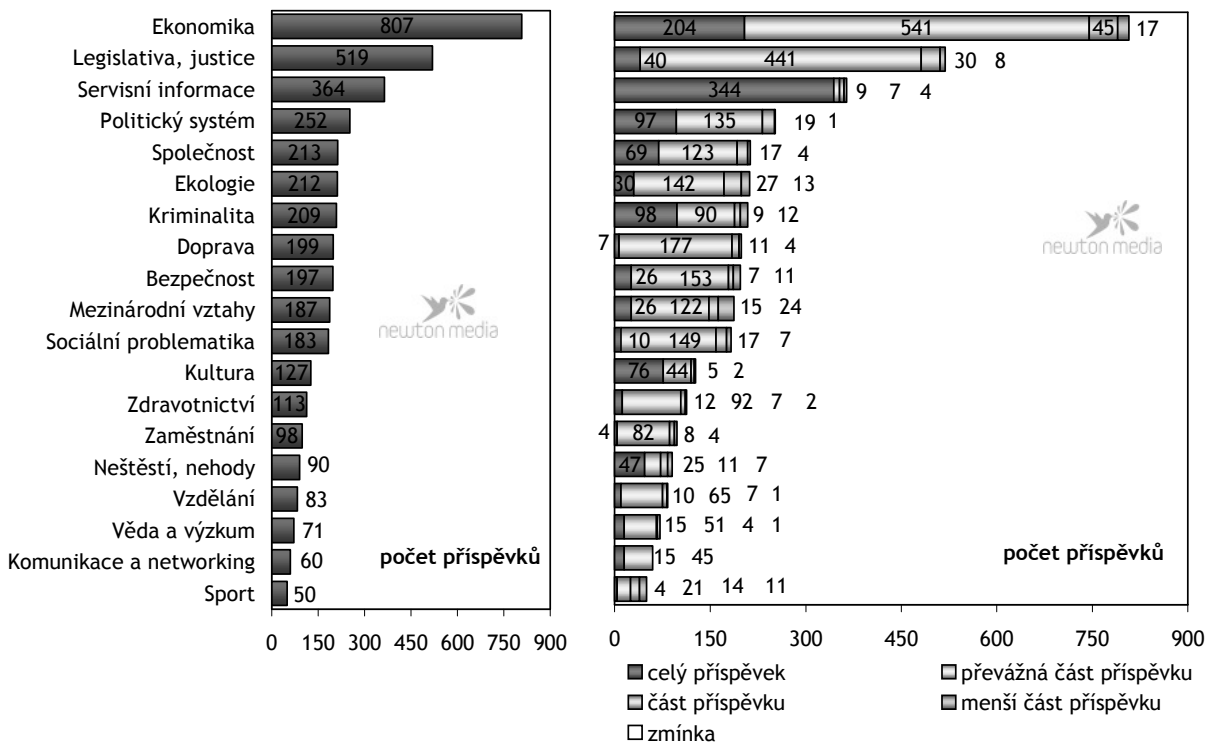 Ekonomika 807 204 541 45 17
Legislativa, justice 519 40 441 30 8
Servisní informace 364 344 9 7 4
Politický systém 252 97 135 19 1
Společnost 213 69 123 17 4
Ekologie 212 30 142 27 13
Kriminalita 209 98 90 9 12
Doprava 199 7 177 11 4
Bezpečnost 197 26 153 7 11
Mezinárodní vztahy 187 26 122 15 24
Sociální problematika 183 10 149 17 7
Kultura 127 76 44 5 2
Zdravotnictví 113 12 92 7 2
Zaměstnání 98 4 82 8 4
Neštěstí, nehody 90 47 25 11 7
Vzdělání 83 10 65 7 1
Věda a výzkum 71 15 51 4 1
Komunikace a networking 60 15 45
Sport 50 4 21 14 11
newton media
newton media
počet příspěvků
počet příspěvků
0 150 300 450 600 750 900
0 150 300 450 600 750 900
celý příspěvek
převážná část příspěvku
část příspěvku
menší část příspěvku
zmínka